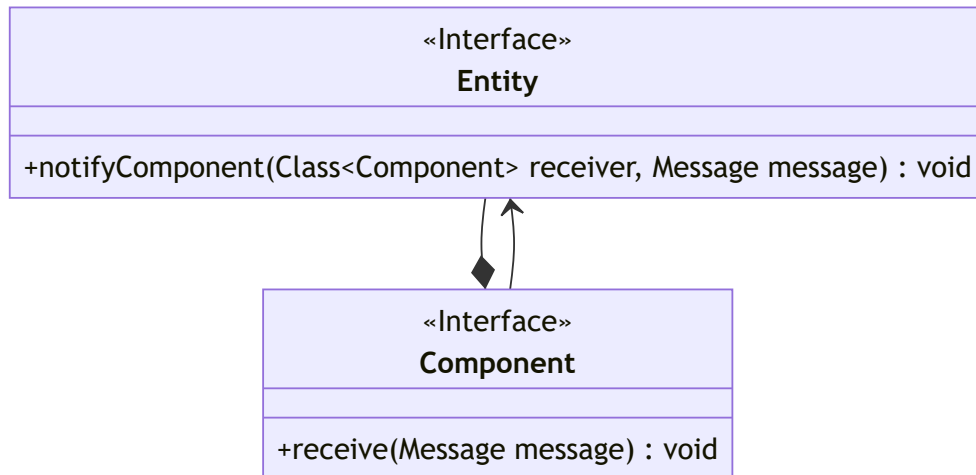 «Interface»
Entity
+notifyComponent(Class<Component> receiver, Message message) : void
«Interface»
Component
+receive(Message message) : void